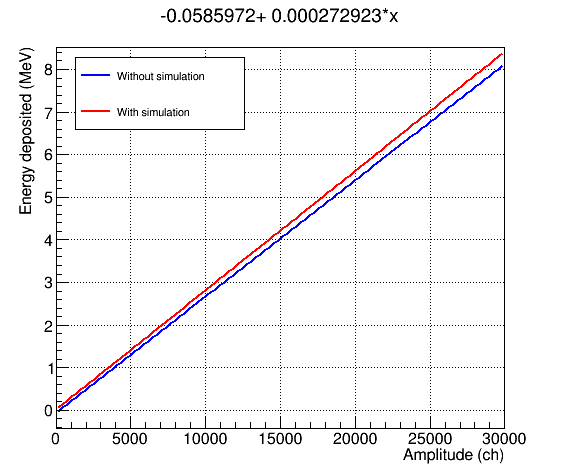 -0.0585972+ 0.000272923*x
Energy deposited (MeV)
Without simulation
With simulation
8
7
6
5
4
3
2
1
0
0 5000 10000 15000 20000 25000 30000
Amplitude (ch)